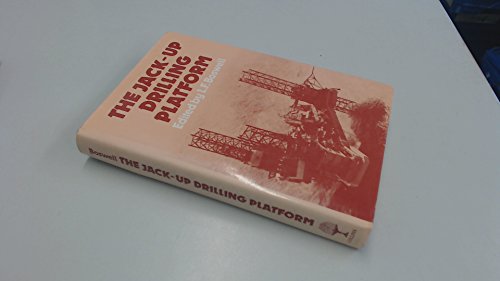 THE JACK-UP
DRILLING
PLATFORM
Edited by L.F. Boswell
Boswell THE JACK-UP DRILLING PLATFORM